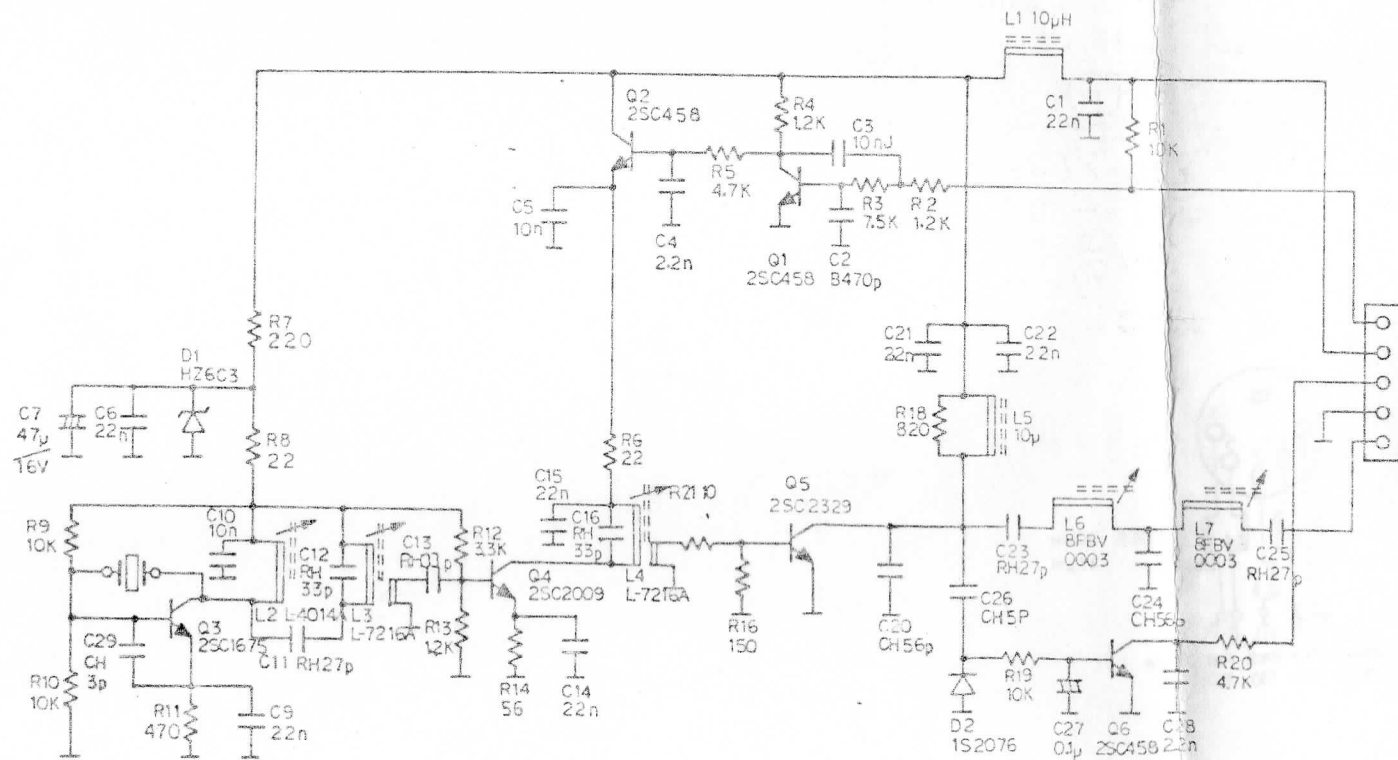 L1 10µH
Q2
2SC458
R4
1.2K
C3
10nJ
C1
22n
R1
10K
R5
4.7K
R3
7.5K
R2
1.2K
C5
10n
C4
2.2n
Q1
2SC458
C2
B470p
R7
220
C21
22n
C22
22n
D1
HZ6C3
C7
47µ
16V
C6
22n
R8
22
R6
22
R18
820
L5
10µ
C15
22n
C16
RH
33p
R21 10
Q5
2SC2329
R9
10K
C10
10n
C12
RH
33p
C13
R12
3.3K
Q4
2SC2009
L4
L-7216A
L6
BFBV
0003
L7
BFBV
0003
C23
RH27p
C25
RH27p
L2
L-4014A
L3
L-7216A
Q3
2SC1675
C29
CH
3p
C11
RH27p
R13
1.2K
R16
150
C20
CH56p
C26
CH5P
C24
CH56p
R10
10K
R11
470
C9
22n
R14
56
C14
22n
R19
10K
R20
4.7K
D2
1S2076
C27
0.1µ
Q6
2SC458
C28
2.2n